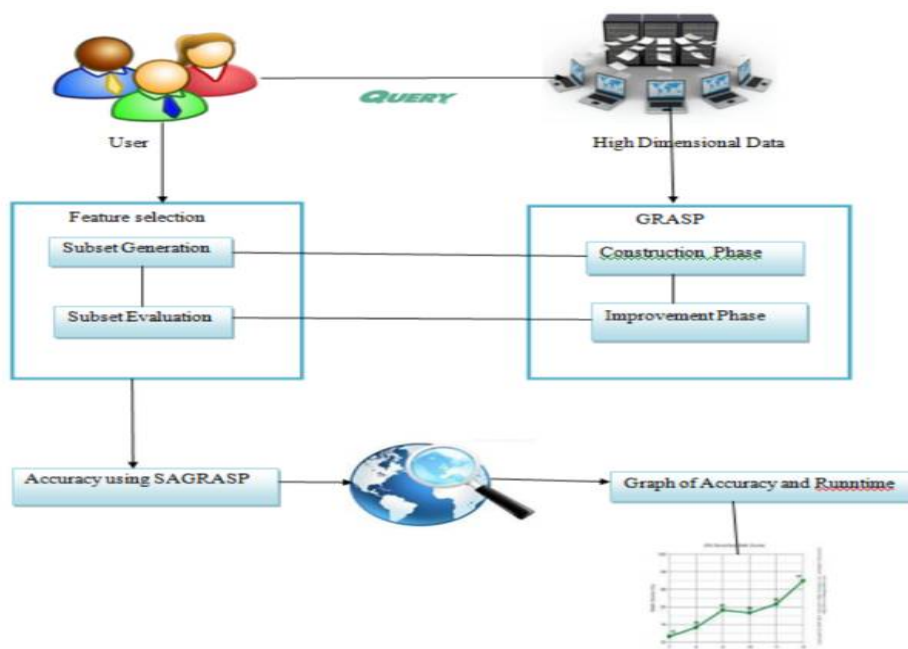 QUERY
User
High Dimensional Data
Feature selection
Subset Generation
Subset Evaluation
GRASP
Construction Phase
Improvement Phase
Accuracy using SAGRASP
Graph of Accuracy and Runntime